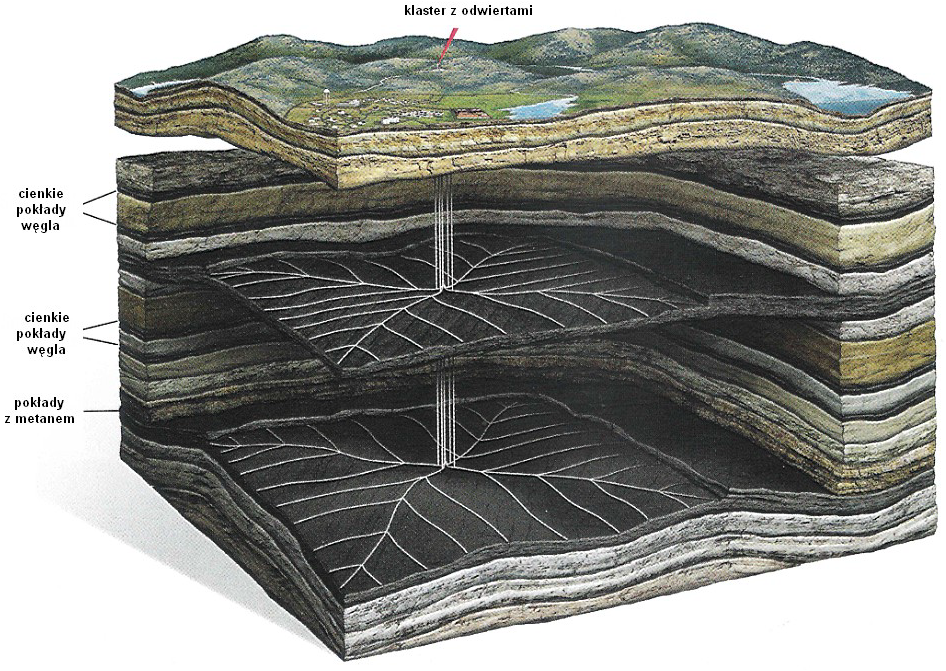 klaster z odwiertami
cienkie
pokłady
węgla
cienkie
pokłady
węgla
pokłady
z metanem